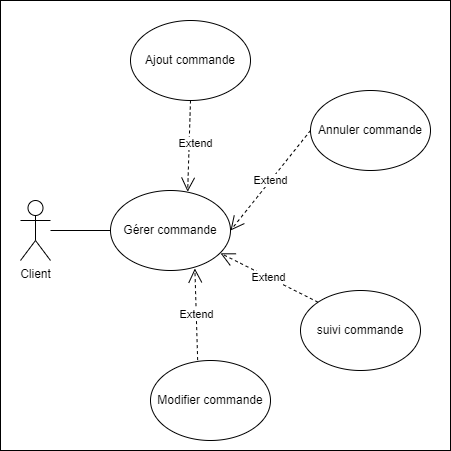 Ajout commande
Annuler commande
Extend
Extend
Gérer commande
Client
Extend
suivi commande
Extend
Modifier commande